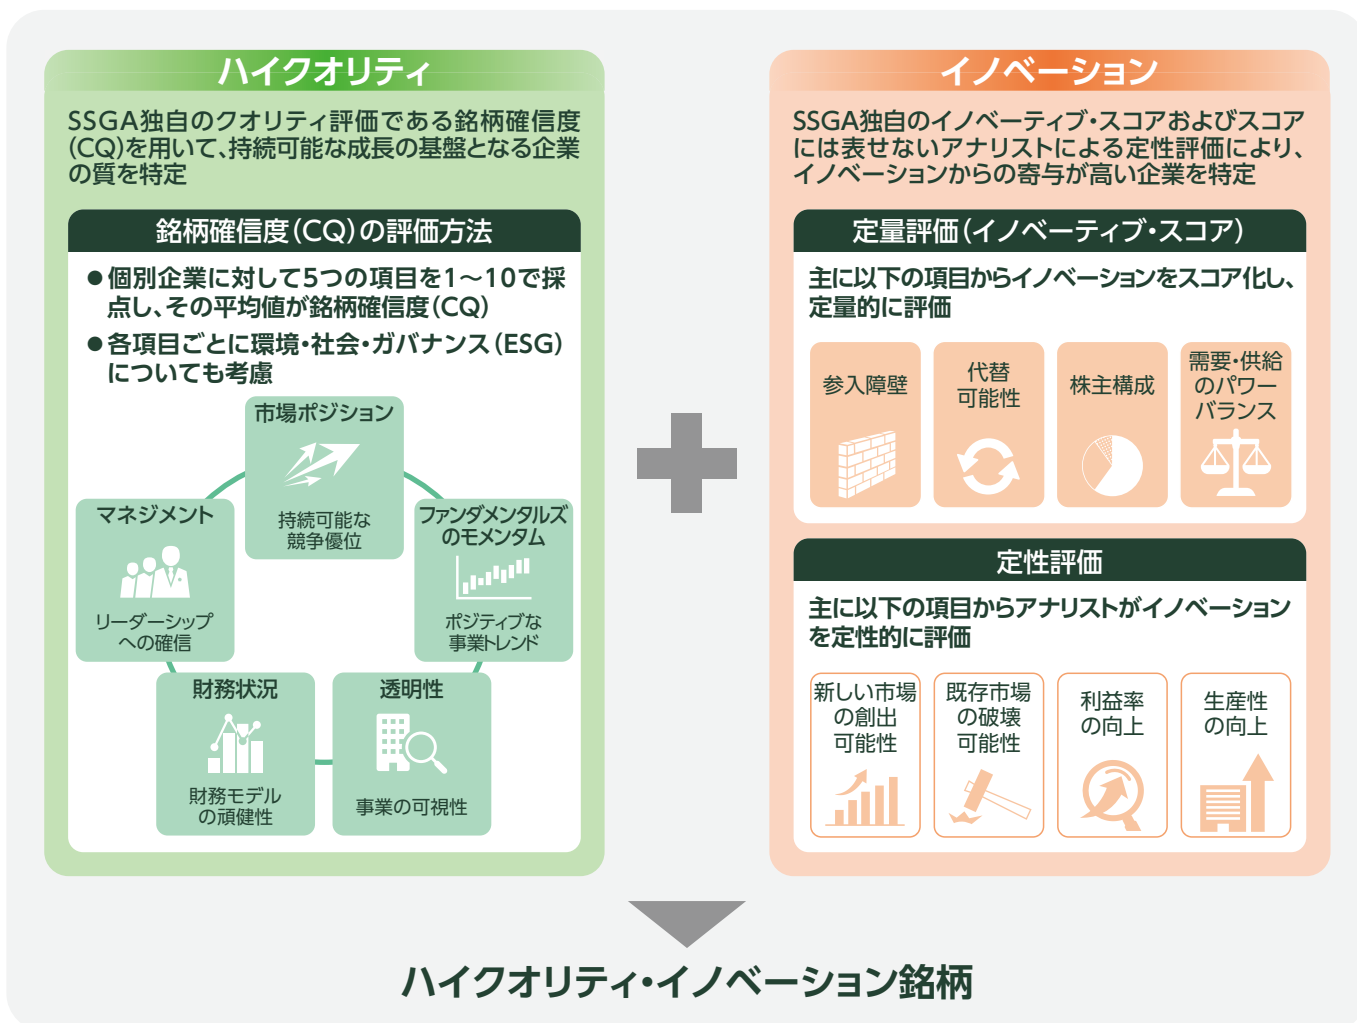 ハイクオリティ
SSGA独自のクオリティ評価である銘柄確信度
(CQ)を用いて、持続可能な成長の基盤となる企業
の質を特定
銘柄確信度(CQ)の評価方法
●個別企業に対して5つの項目を1〜10で採
点し、その平均値が銘柄確信度(CQ)
●各項目ごとに環境・社会・ガバナンス(ESG)
についても考慮
市場ポジション
持続可能な
競争優位
マネジメント
リーダーシップ
への確信
ファンダメンタルズ
のモメンタム
ポジティブな
事業トレンド
財務状況
財務モデル
の頑健性
透明性
事業の可視性
イノベーション
SSGA独自のイノベーティブ・スコアおよびスコア
には表せないアナリストによる定性評価により、
イノベーションからの寄与が高い企業を特定
定量評価(イノベーティブ・スコア)
主に以下の項目からイノベーションをスコア化し、
定量的に評価
参入障壁
代替
可能性
株主構成
需要・供給
のパワー
バランス
定性評価
主に以下の項目からアナリストがイノベーション
を定性的に評価
新しい市場
の創出
可能性
既存市場
の破壊
可能性
利益率
の向上
生産性
の向上
ハイクオリティ・イノベーション銘柄